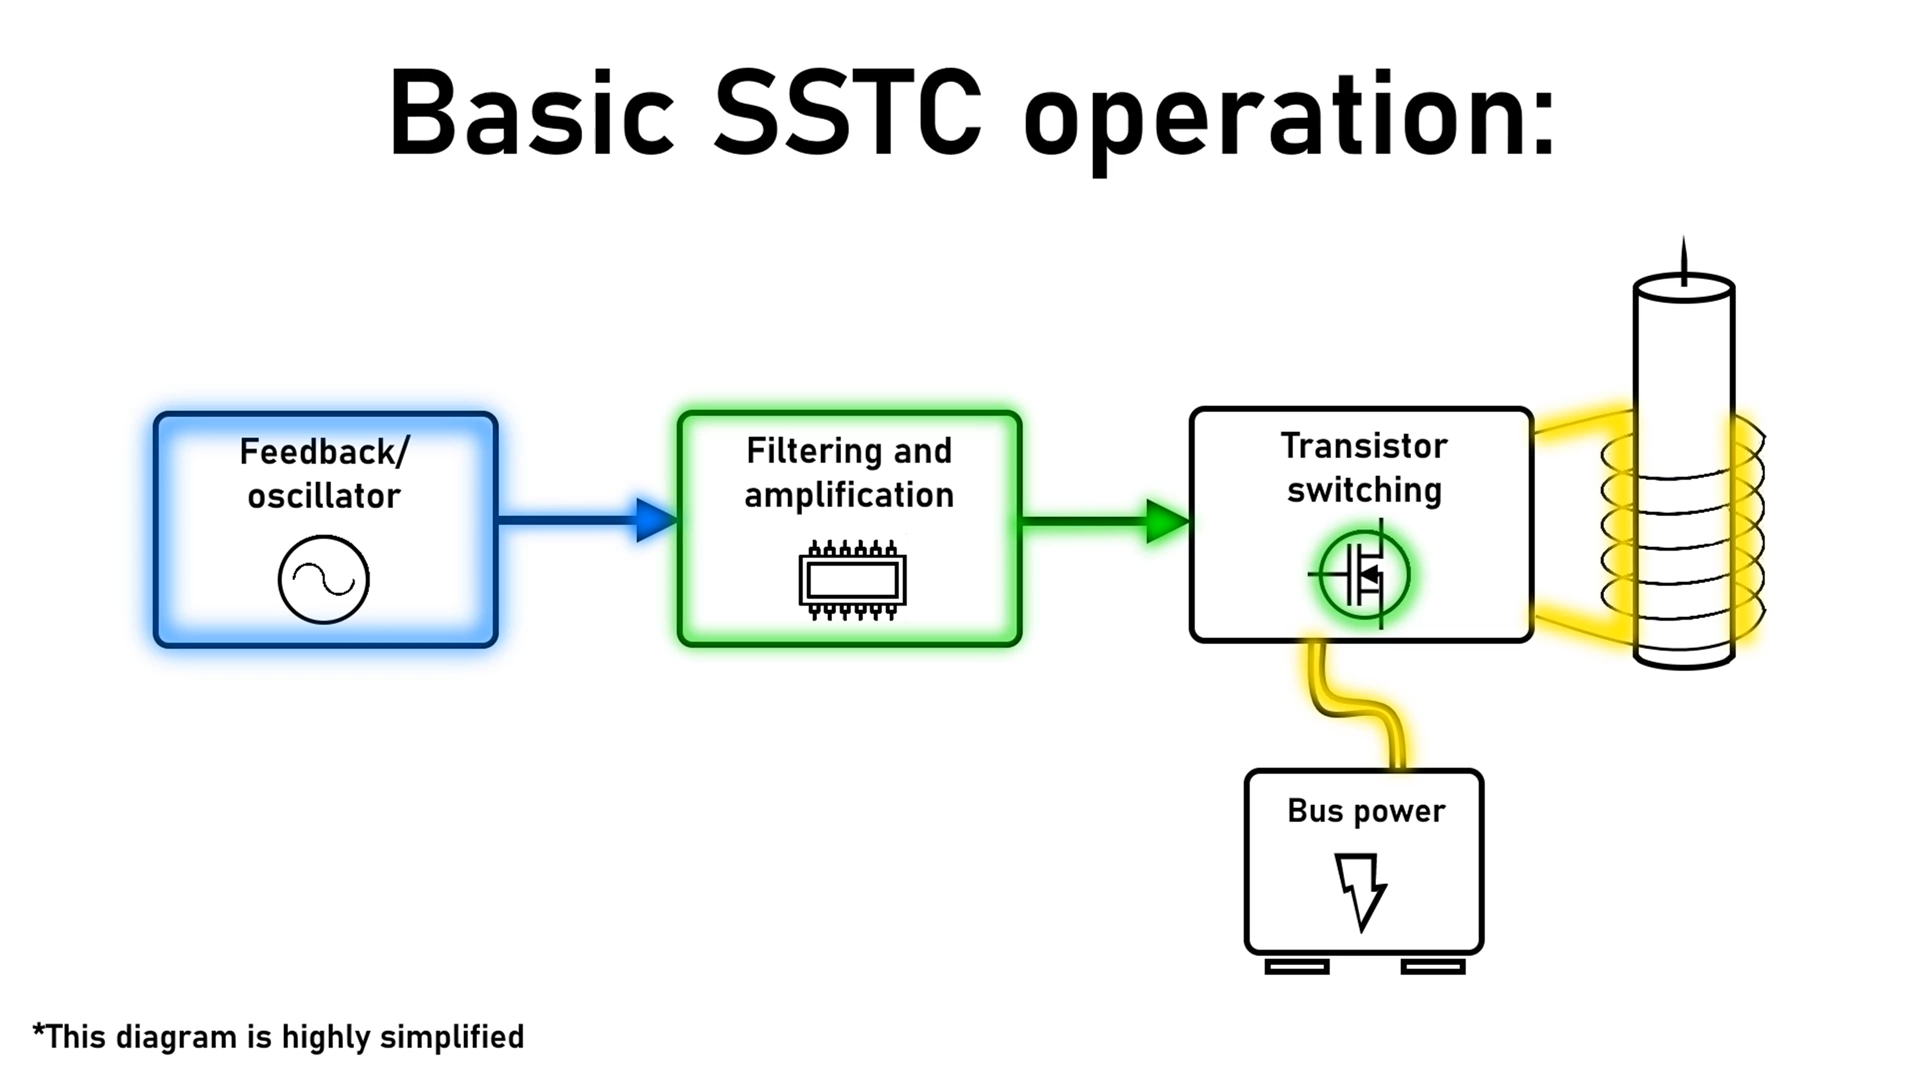 Basic SSTC operation:
Feedback/
oscillator
Filtering and
amplification
Transistor
switching
Bus power
*This diagram is highly simplified